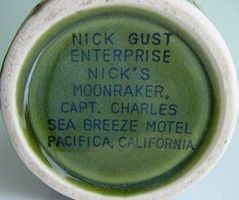 NICK GUST
ENTERPRISE
NICK'S
MOONRAKER,
CAPT. CHARLES
SEA BREEZE MOTEL
PACIFICA, CALIFORNIA